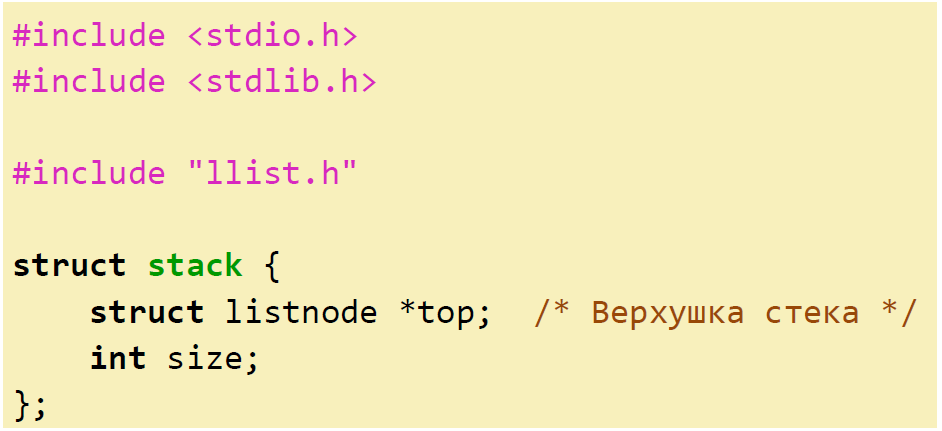 #include <stdio.h>
#include <stdlib.h>
#include "llist.h"
struct stack {
    struct listnode *top;  /* Верхушка стека */
    int size;
};